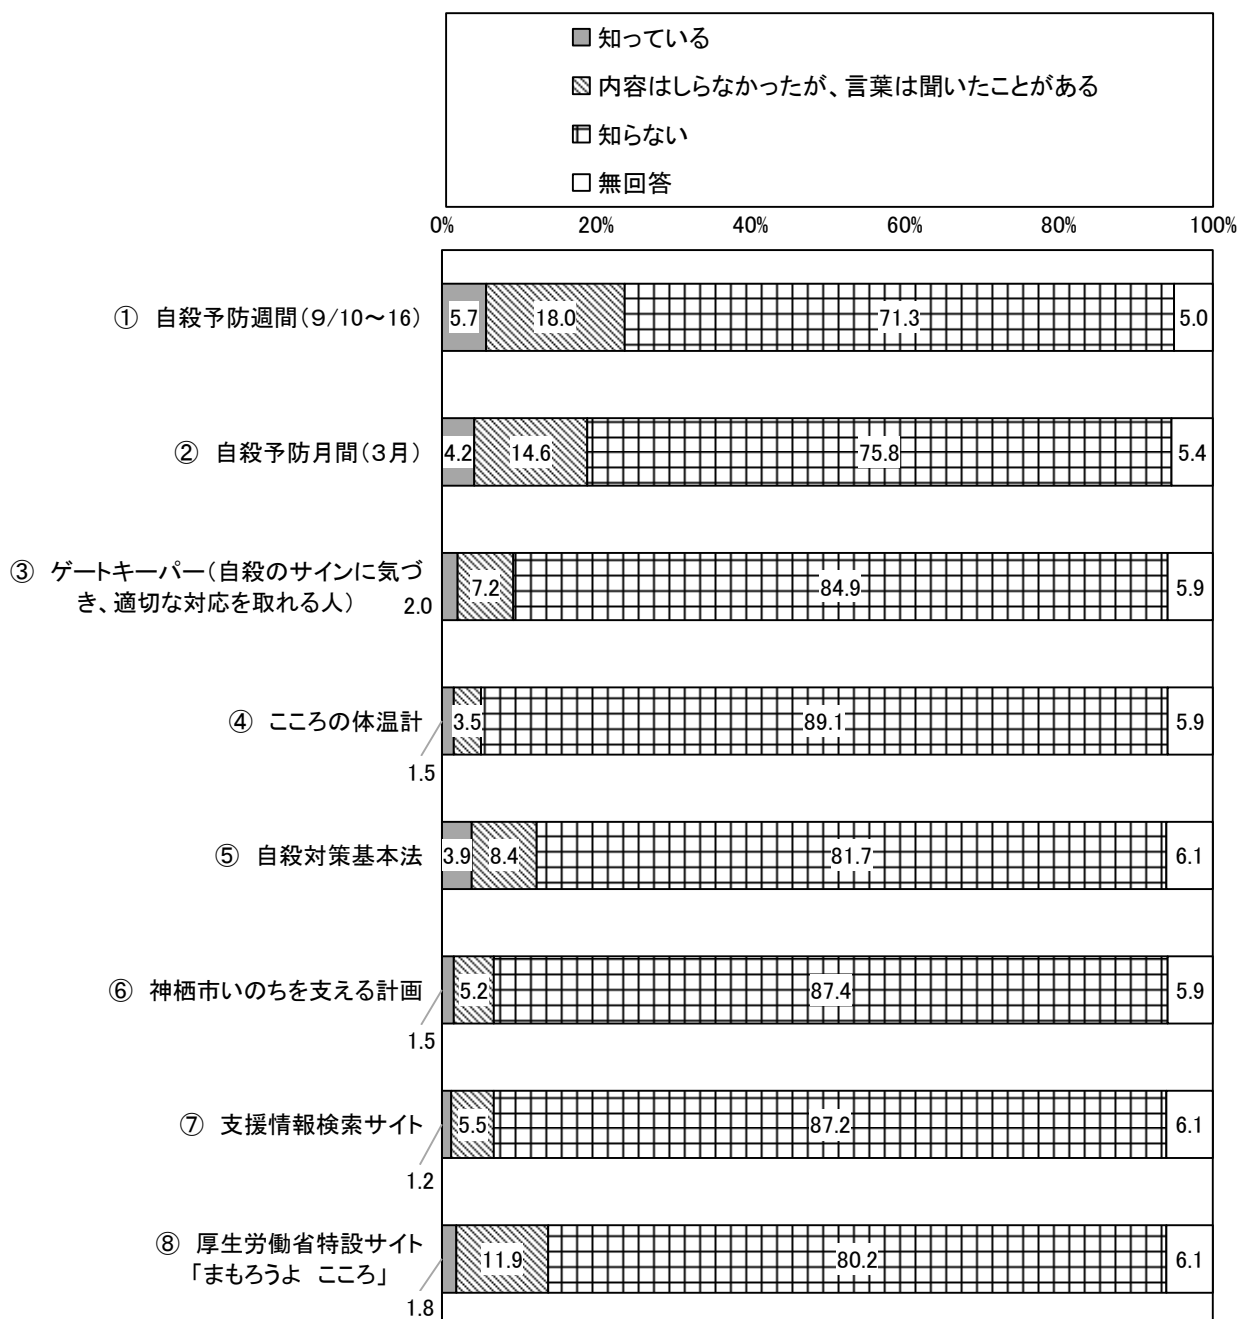 知っている
内容はしらなかったが、言葉は聞いたことがある
知らない
無回答
0% 20% 40% 60% 80% 100%
① 自殺予防週間(9/10～16) 5.7 18.0 71.3 5.0
② 自殺予防月間(3月) 4.2 14.6 75.8 5.4
③ ゲートキーパー(自殺のサインに気づ
き、適切な対応を取れる人) 2.0 7.2 84.9 5.9
④ こころの体温計 3.5 89.1 5.9
1.5
⑤ 自殺対策基本法 3.9 8.4 81.7 6.1
⑥ 神栖市いのちを支える計画 5.2 87.4 5.9
1.5
⑦ 支援情報検索サイト 5.5 87.2 6.1
1.2
⑧ 厚生労働省特設サイト
「まもろうよ こころ」 11.9 80.2 6.1
1.8